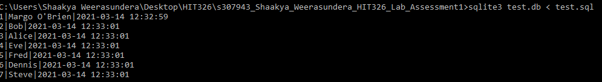 C:\Users\Shaakya Weerasundera\Desktop\HIT326\s307943_Shaakya_Weerasundera_HIT326_Lab_Assessment1>sqlite3 test.db < test.sql
1|Margo O'Brien|2021-03-14 12:32:59
2|Bob|2021-03-14 12:33:01
3|Alice|2021-03-14 12:33:01
4|Eve|2021-03-14 12:33:01
5|Fred|2021-03-14 12:33:01
6|Dennis|2021-03-14 12:33:01
7|Steve|2021-03-14 12:33:01